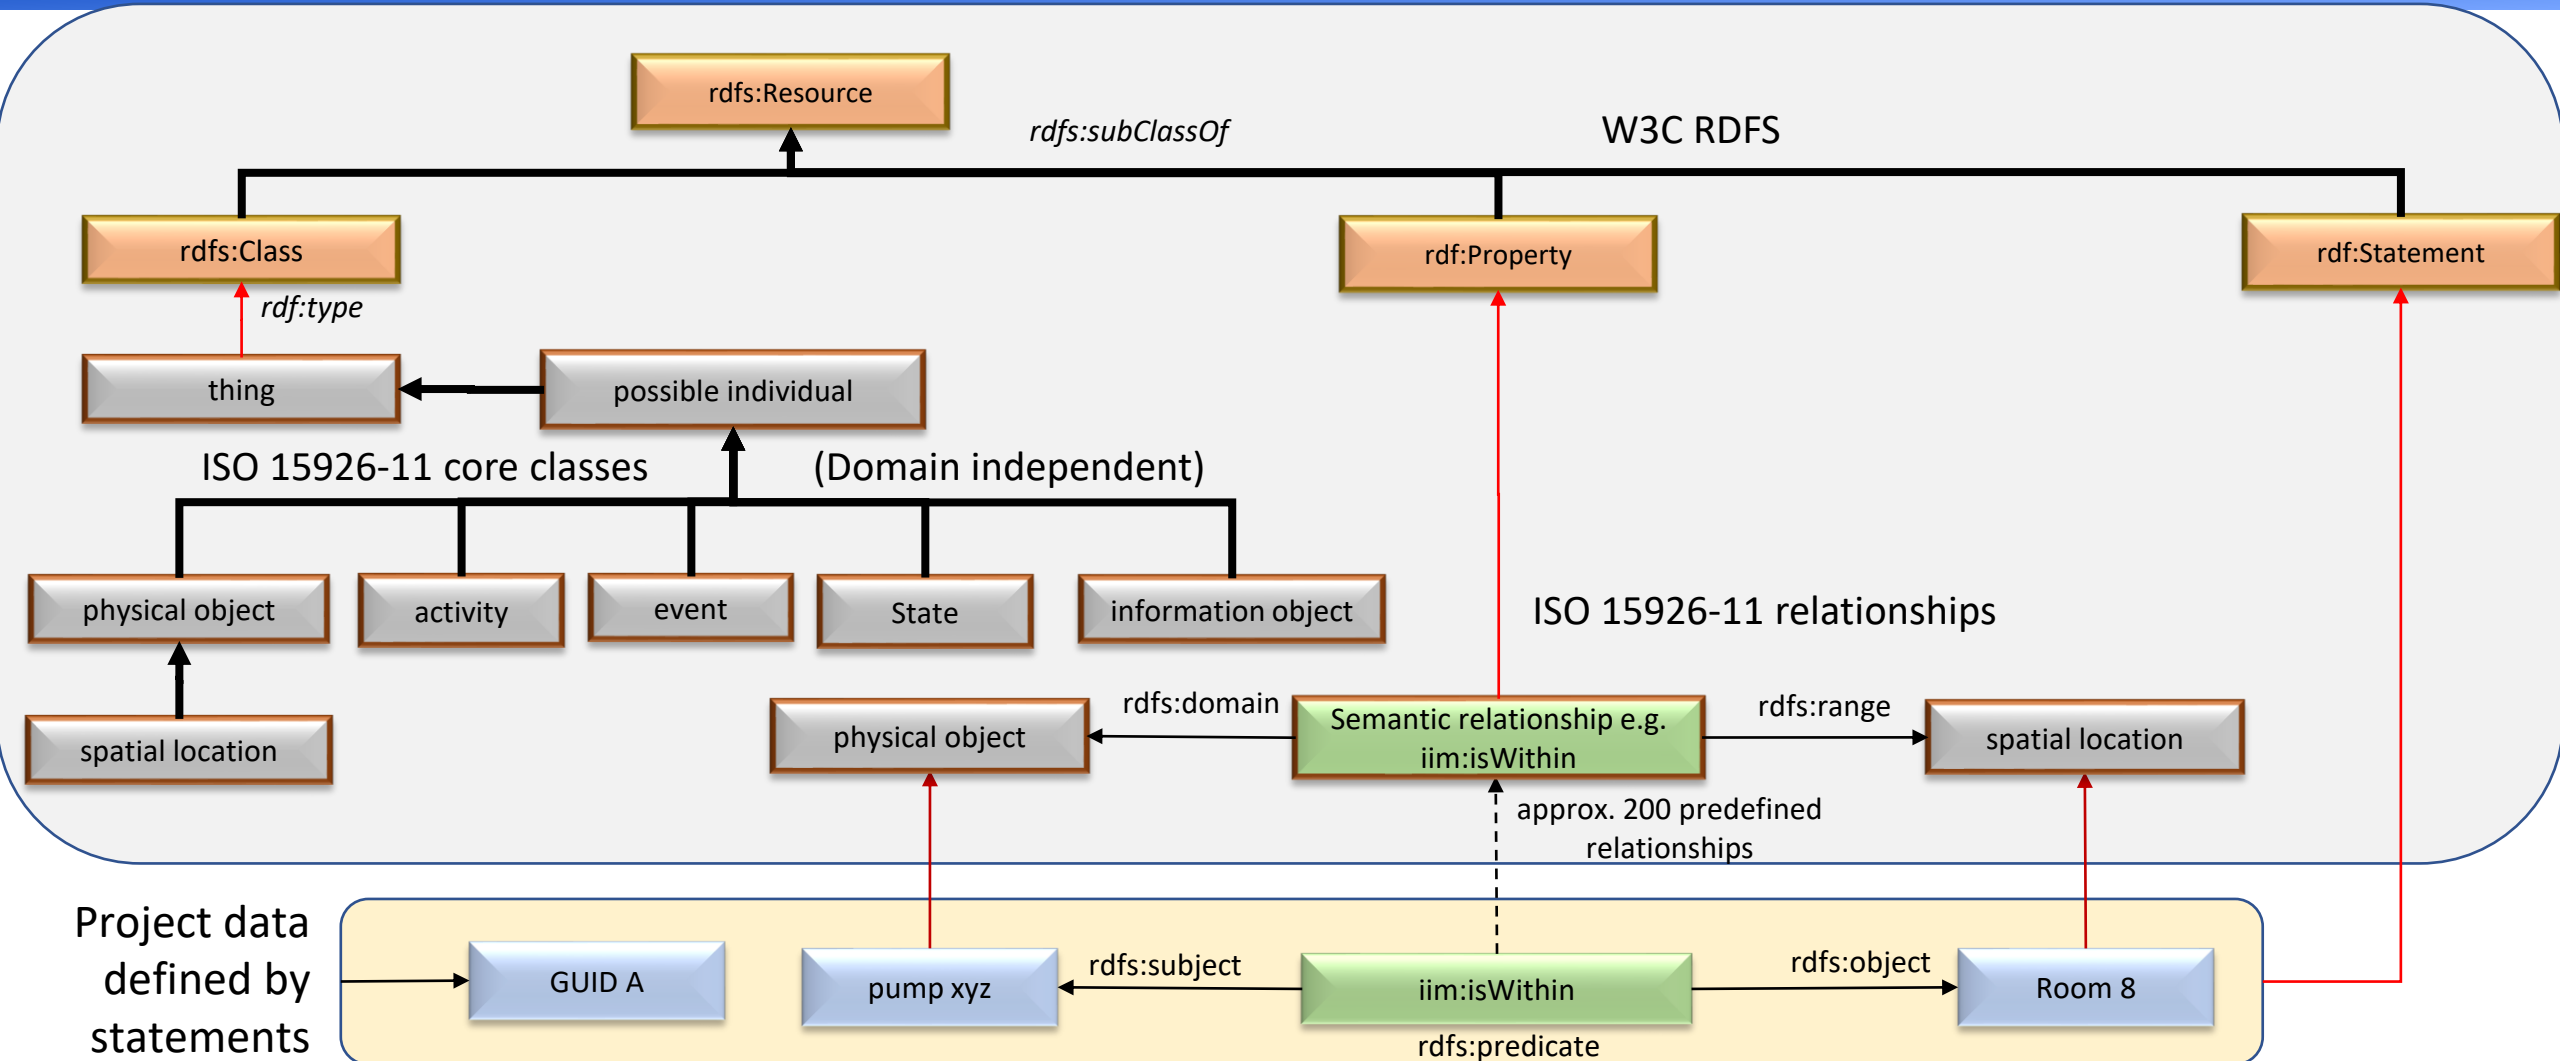 rdfs:Resource
rdfs:subClassOf
W3C RDFS
rdfs:Class
rdf:Property
rdf:Statement
rdf:type
thing
possible individual
ISO 15926-11 core classes
(Domain independent)
physical object
activity
event
State
information object
ISO 15926-11 relationships
spatial location
physical object
rdfs:domain
Semantic relationship e.g.
iim:isWithin
rdfs:range
spatial location
approx. 200 predefined
relationships
Project data
defined by
statements
GUID A
pump xyz
rdfs:subject
iim:isWithin
rdfs:predicate
rdfs:object
Room 8